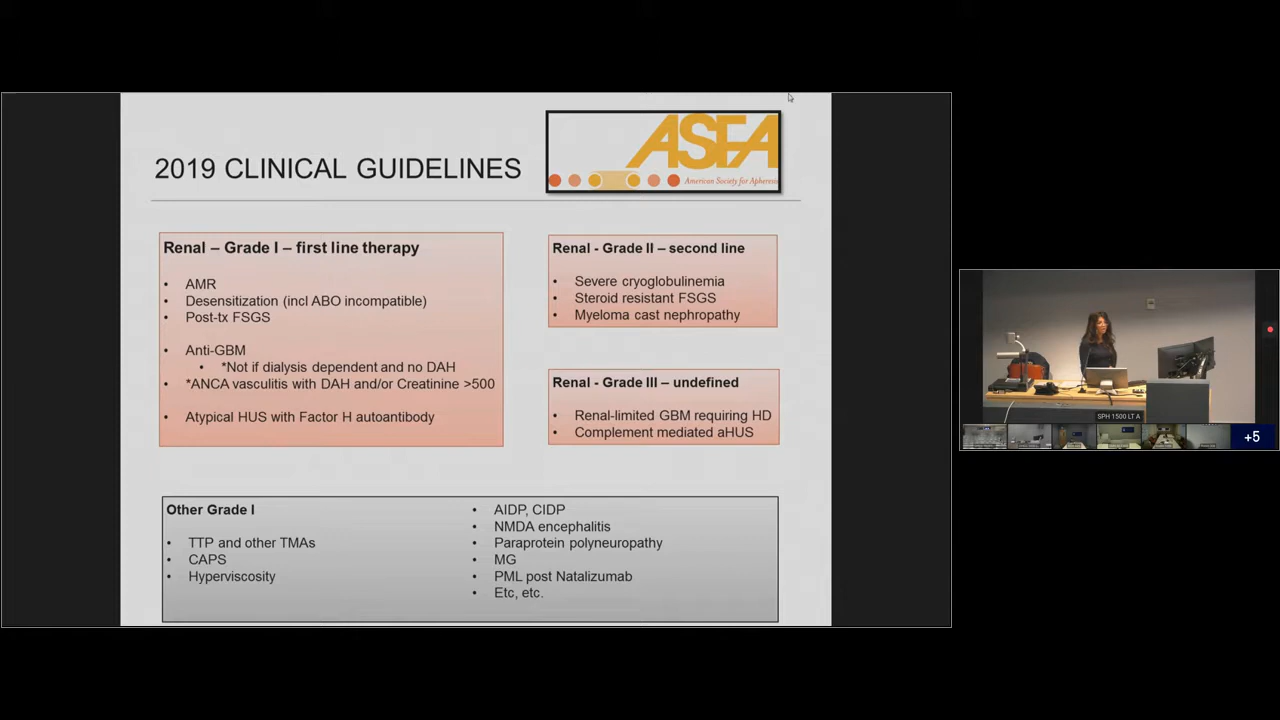 2019 CLINICAL GUIDELINES
ASFA
American Society for Apheresis
Renal – Grade I – first line therapy
• AMR
• Desensitization (incl ABO incompatible)
• Post-tx FSGS
• Anti-GBM
• *Not if dialysis dependent and no DAH
• *ANCA vasculitis with DAH and/or Creatinine >500
• Atypical HUS with Factor H autoantibody
Renal - Grade II – second line
• Severe cryoglobulinemia
• Steroid resistant FSGS
• Myeloma cast nephropathy
Renal - Grade III – undefined
• Renal-limited GBM requiring HD
• Complement mediated aHUS
Other Grade I
• TTP and other TMAs
• CAPS
• Hyperviscosity
• AIDP, CIDP
• NMDA encephalitis
• Paraprotein polyneuropathy
• MG
• PML post Natalizumab
• Etc, etc.
SPH 1500 LT A
+5